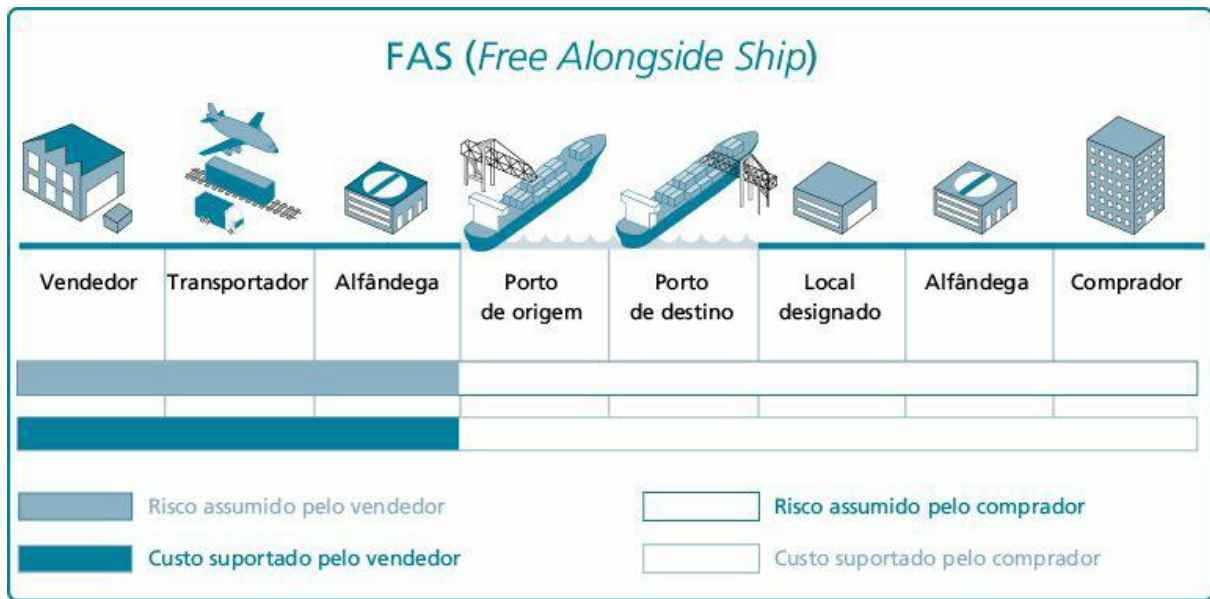 FAS (Free Alongside Ship)
Vendedor
Transportador
Alfândega
Porto
de origem
Porto
de destino
Local
designado
Alfândega
Comprador
Risco assumido pelo vendedor
Risco assumido pelo comprador
Custo suportado pelo vendedor
Custo suportado pelo comprador